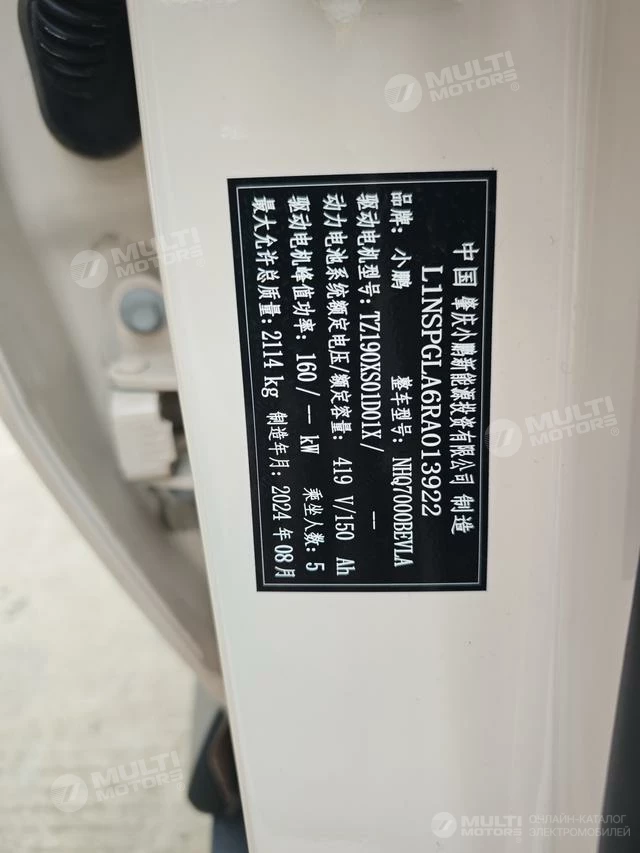 中国 肇庆小鹏新能源投资有限公司 制造
L1NSPGLA6RA013922
品牌：小鹏 整车型号：NHQ7000BEVLA
驱动电机型号：TZ190XS01D01X/ --
动力电池系统额定电压/额定容量：419 V/150 Ah
驱动电机峰值功率：160/ -- kW 乘坐人数：5
最大允许总质量：2114 kg 制造年月：2024 年 08月
MULTI MOTORS®
MULTI MOTORS
MULTI MOTORS
MULTI MOTORS
MULTI MOTORS ОНЛАЙН-КАТАЛОГ ЭЛЕКТРОМОБИЛЕЙ